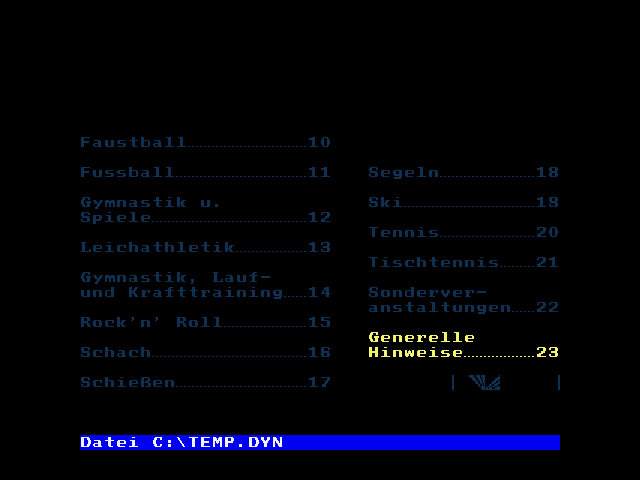 Faustball..............................10
Fussball...............................11
Gymnastik u.
Spiele.................................12
Leichathletik..........................13
Gymnastik, Lauf-
und Krafttraining......................14
Rock'n' Roll...........................15
Schach.................................16
Schießen...............................17
Segeln.................................18
Ski....................................19
Tennis.................................20
Tischtennis............................21
Sonderver-
anstaltungen...........................22
Generelle
Hinweise...............................23
Datei C:\TEMP.DYN